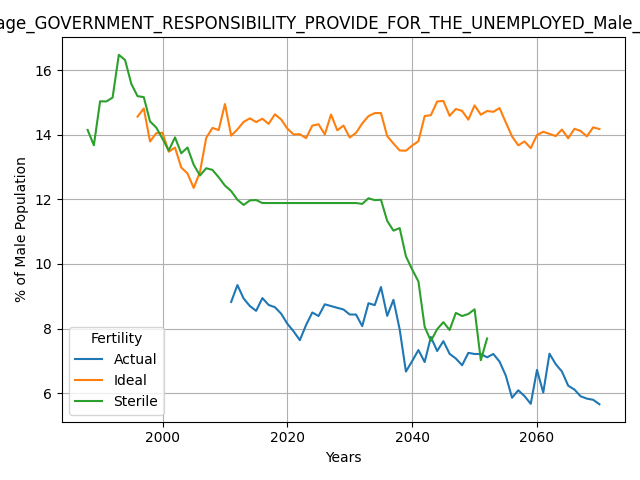 age_GOVERNMENT_RESPONSIBILITY_PROVIDE_FOR_THE_UNEMPLOYED_Male_
% of Male Population
16
14
12
10
8
6
Fertility
Actual
Ideal
Sterile
2000 2020 2040 2060
Years